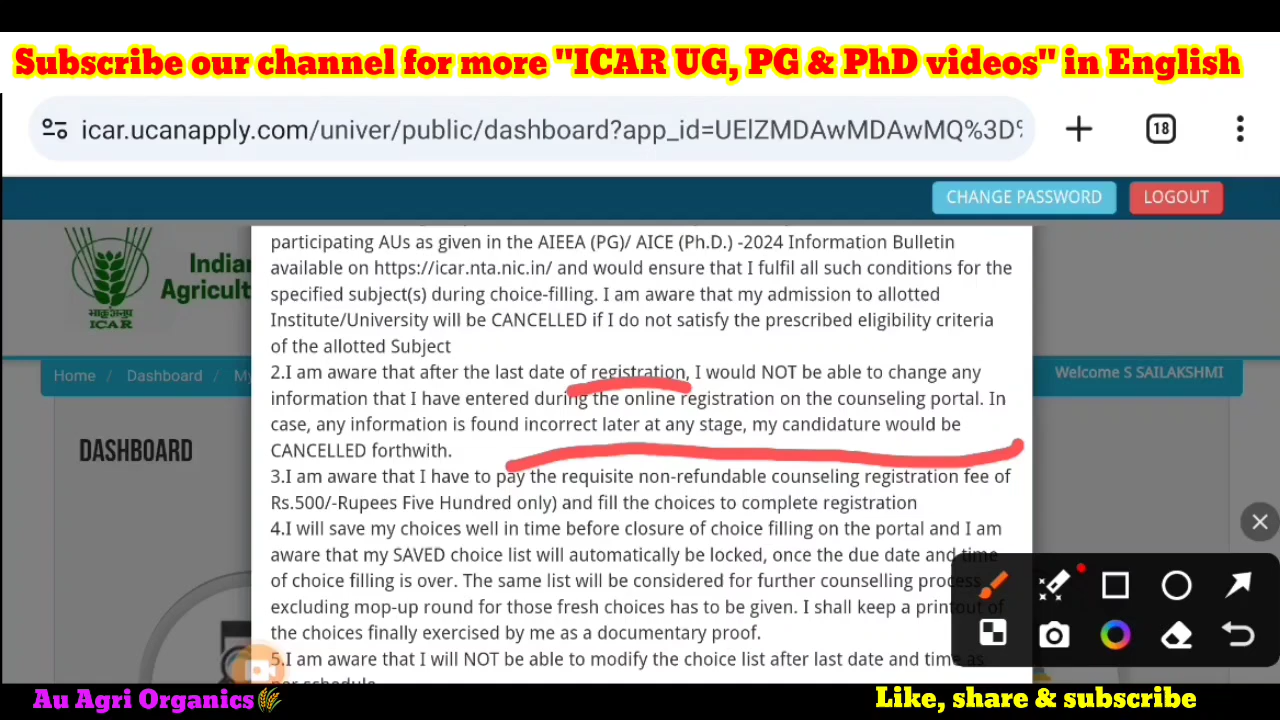 Subscribe our channel for more "ICAR UG, PG & PhD videos" in English
icar.ucanapply.com/univer/public/dashboard?app_id=UElZMDAwMDAwMQ%3D%
18
CHANGE PASSWORD
LOGOUT
Indian
Agricult
ICAR
participating AUs as given in the AIEEA (PG)/ AICE (Ph.D.) -2024 Information Bulletin
available on https://icar.nta.nic.in/ and would ensure that I fulfil all such conditions for the
specified subject(s) during choice-filling. I am aware that my admission to allotted
Institute/University will be CANCELLED if I do not satisfy the prescribed eligibility criteria
of the allotted Subject
Home / Dashboard / My
Welcome S SAILAKSHMI
2.I am aware that after the last date of registration, I would NOT be able to change any
information that I have entered during the online registration on the counseling portal. In
case, any information is found incorrect later at any stage, my candidature would be
CANCELLED forthwith.
DASHBOARD
3.I am aware that I have to pay the requisite non-refundable counseling registration fee of
Rs.500/-Rupees Five Hundred only) and fill the choices to complete registration
4.I will save my choices well in time before closure of choice filling on the portal and I am
aware that my SAVED choice list will automatically be locked, once the due date and time
of choice filling is over. The same list will be considered for further counselling process
excluding mop-up round for those fresh choices has to be given. I shall keep a printout of
the choices finally exercised by me as a documentary proof.
5.I am aware that I will NOT be able to modify the choice list after last date and time as
per schedule
Au Agri Organics🌾
Like, share & subscribe